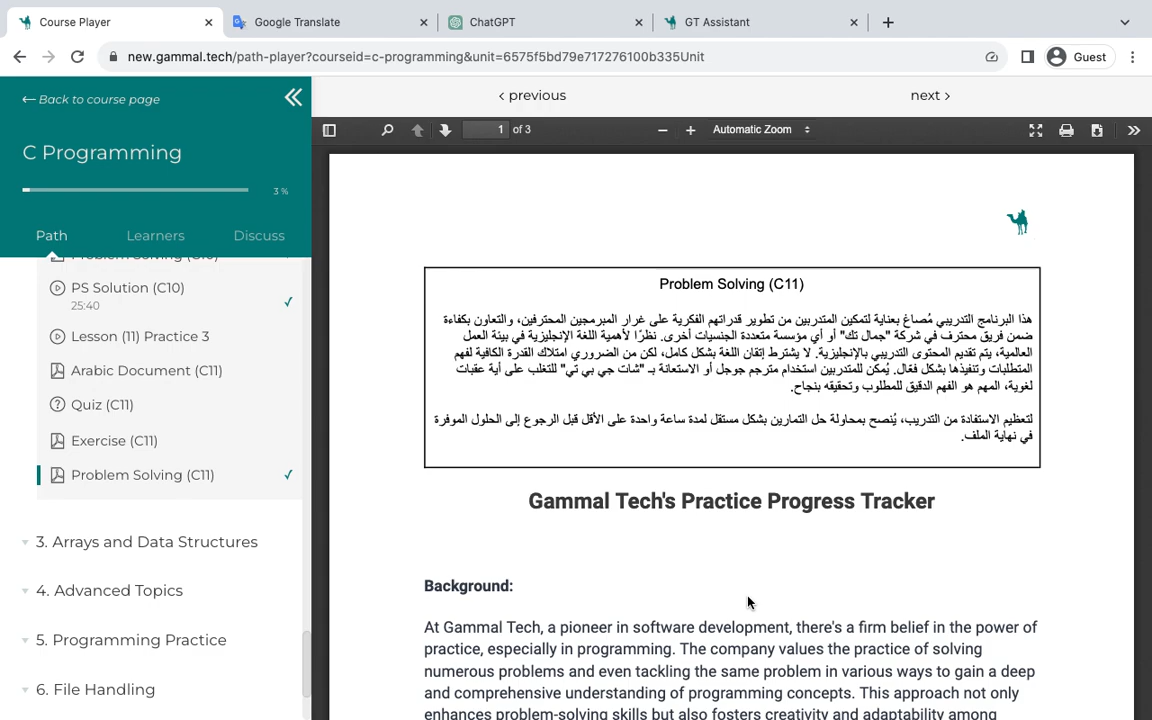 Course Player
Google Translate
ChatGPT
GT Assistant
new.gammal.tech/path-player?courseid=c-programming&unit=6575f5bd79e717276100b335Unit
Guest
Back to course page
C Programming
3 %
Path
Learners
Discuss
PS Solution (C10)
25:40
Lesson (11) Practice 3
Arabic Document (C11)
Quiz (C11)
Exercise (C11)
Problem Solving (C11)
3. Arrays and Data Structures
4. Advanced Topics
5. Programming Practice
6. File Handling
‹ previous
next ›
1 of 3
Automatic Zoom
Problem Solving (C11)
هذا البرنامج التدريبي مُصاغ بعناية لتمكين المتدربين من تطوير قدراتهم الفكرية على غرار المبرمجين المحترفين، والتعاون بكفاءة
ضمن فريق محترف في شركة "جمال تك" أو أي مؤسسة متعددة الجنسيات أخرى. نظرًا لأهمية اللغة الإنجليزية في بيئة العمل
العالمية، يتم تقديم المحتوى التدريبي بالإنجليزية. لا يشترط إتقان اللغة بشكل كامل، لكن من الضروري امتلاك القدرة الكافية لفهم
المتطلبات وتنفيذها بشكل فعّال. يُمكن للمتدربين استخدام مترجم جوجل أو الاستعانة بـ "شات جي بي تي" للتغلب على أية عقبات
لغوية، المهم هو الفهم الدقيق للمطلوب وتحقيقه بنجاح.
لتعظيم الاستفادة من التدريب، يُنصح بمحاولة حل التمارين بشكل مستقل لمدة ساعة واحدة على الأقل قبل الرجوع إلى الحلول الموفرة
في نهاية الملف.
Gammal Tech's Practice Progress Tracker
Background:
At Gammal Tech, a pioneer in software development, there's a firm belief in the power of
practice, especially in programming. The company values the practice of solving
numerous problems and even tackling the same problem in various ways to gain a deep
and comprehensive understanding of programming concepts. This approach not only
enhances problem-solving skills but also fosters creativity and adaptability among